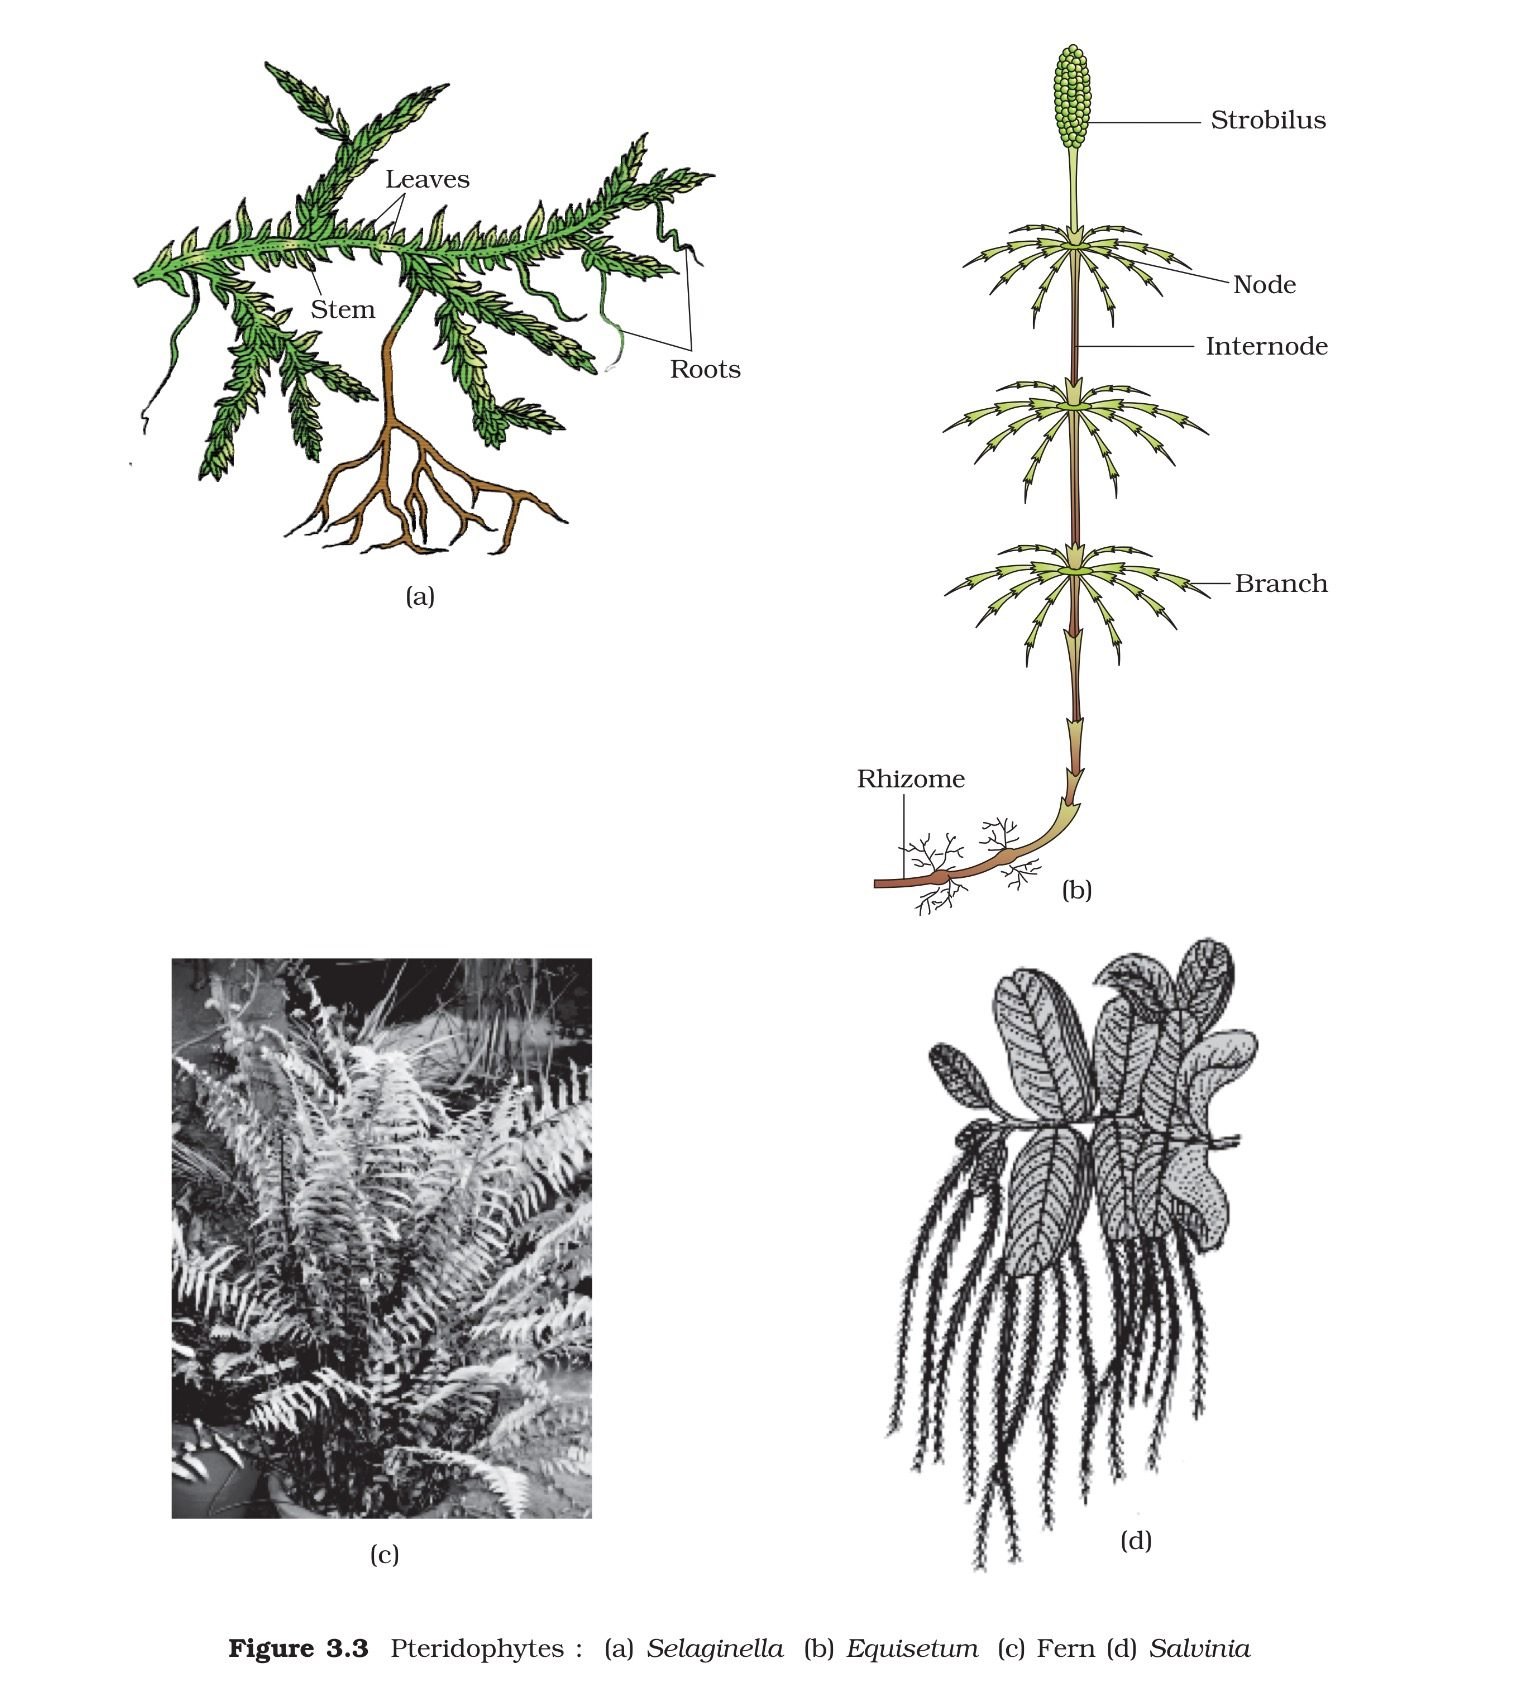 Leaves
Stem
Roots
(a)
Strobilus
Node
Internode
Branch
Rhizome
(b)
(c)
(d)
Figure 3.3 Pteridophytes : (a) Selaginella (b) Equisetum (c) Fern (d) Salvinia